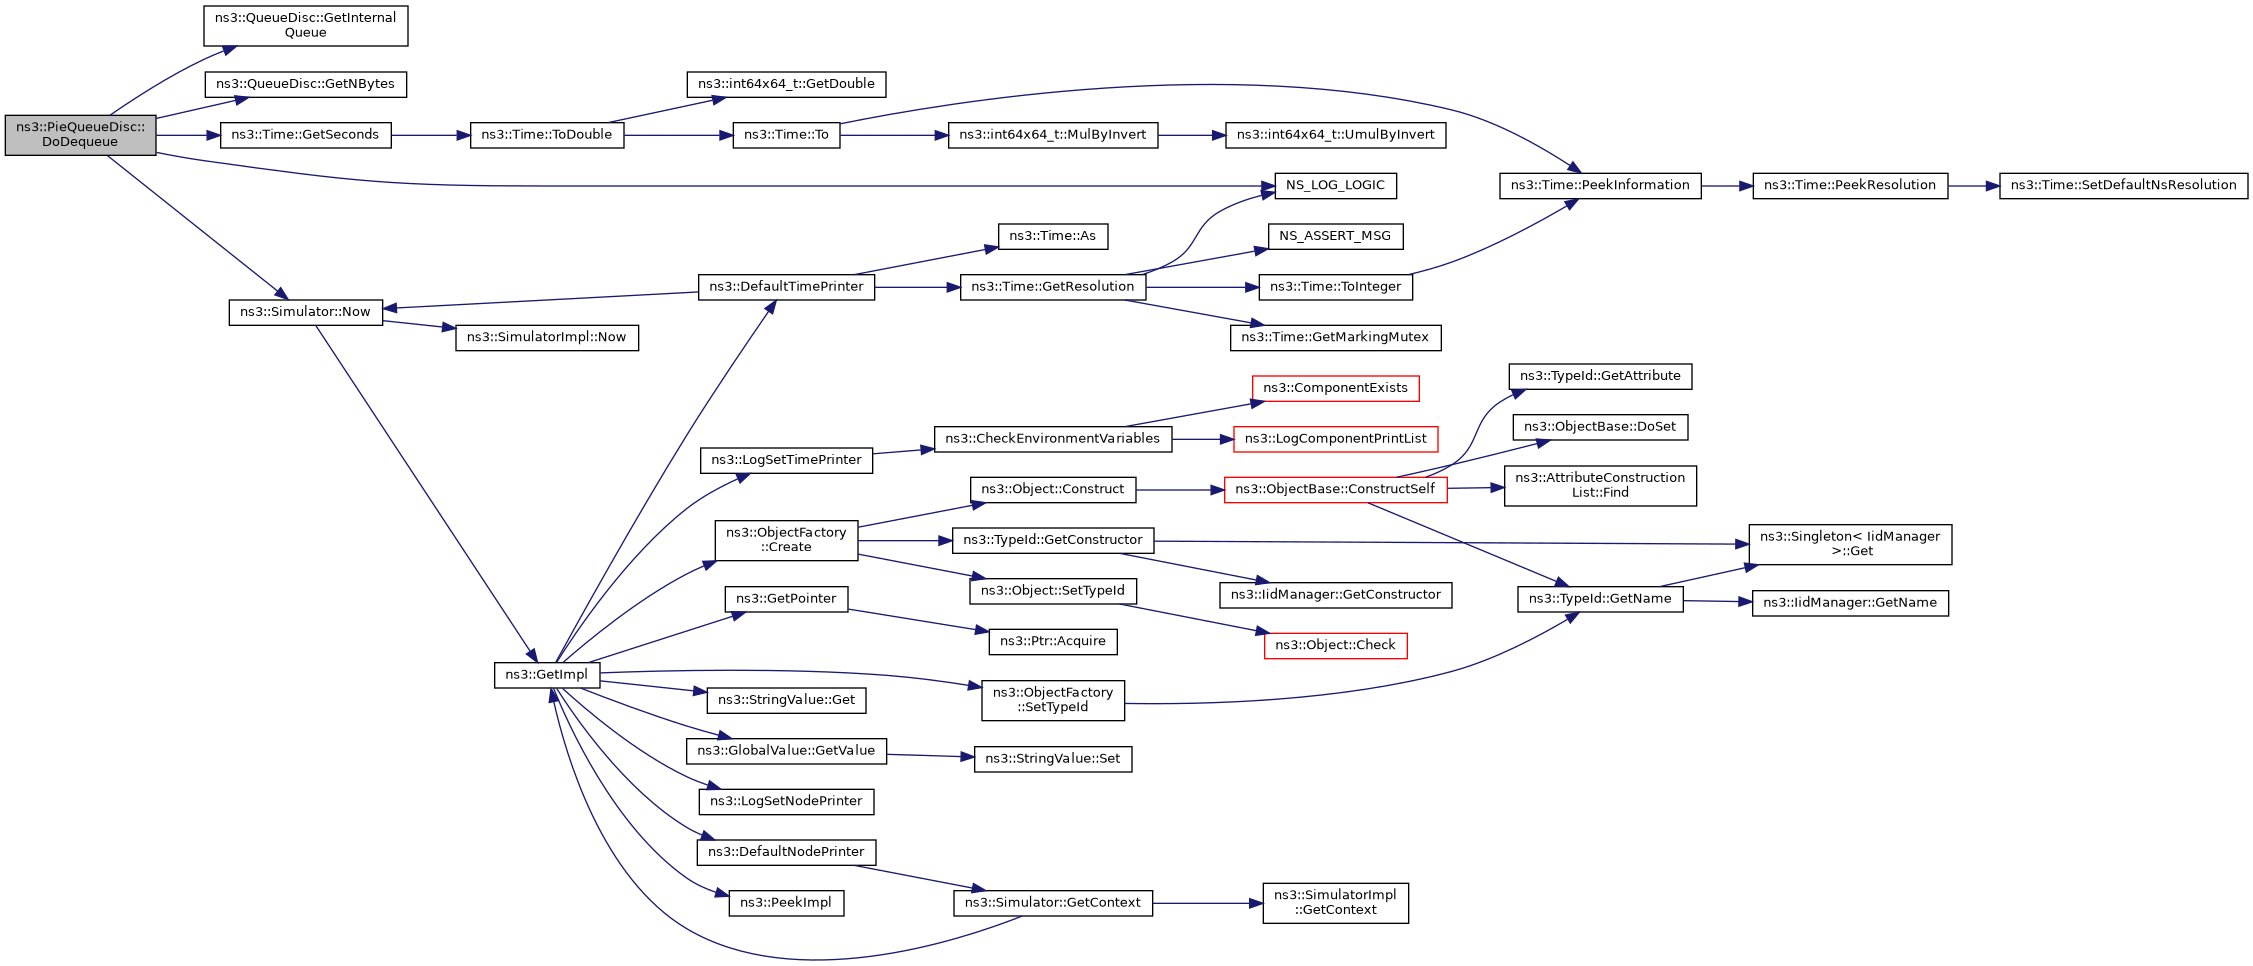 ns3::QueueDisc::GetInternal
Queue
ns3::QueueDisc::GetNBytes
ns3::int64x64_t::GetDouble
ns3::PieQueueDisc::
DoDequeue
ns3::Time::GetSeconds
ns3::Time::ToDouble
ns3::Time::To
ns3::int64x64_t::MulByInvert
ns3::int64x64_t::UmulByInvert
NS_LOG_LOGIC
ns3::Time::PeekInformation
ns3::Time::PeekResolution
ns3::Time::SetDefaultNsResolution
ns3::Time::As
NS_ASSERT_MSG
ns3::DefaultTimePrinter
ns3::Time::GetResolution
ns3::Time::ToInteger
ns3::Simulator::Now
ns3::SimulatorImpl::Now
ns3::Time::GetMarkingMutex
ns3::TypeId::GetAttribute
ns3::ComponentExists
ns3::ObjectBase::DoSet
ns3::CheckEnvironmentVariables
ns3::LogComponentPrintList
ns3::LogSetTimePrinter
ns3::Object::Construct
ns3::ObjectBase::ConstructSelf
ns3::AttributeConstruction
List::Find
ns3::ObjectFactory
::Create
ns3::TypeId::GetConstructor
ns3::Singleton< IidManager
>::Get
ns3::Object::SetTypeId
ns3::IidManager::GetConstructor
ns3::GetPointer
ns3::TypeId::GetName
ns3::IidManager::GetName
ns3::Ptr::Acquire
ns3::Object::Check
ns3::GetImpl
ns3::StringValue::Get
ns3::ObjectFactory
::SetTypeId
ns3::GlobalValue::GetValue
ns3::StringValue::Set
ns3::LogSetNodePrinter
ns3::DefaultNodePrinter
ns3::PeekImpl
ns3::Simulator::GetContext
ns3::SimulatorImpl
::GetContext